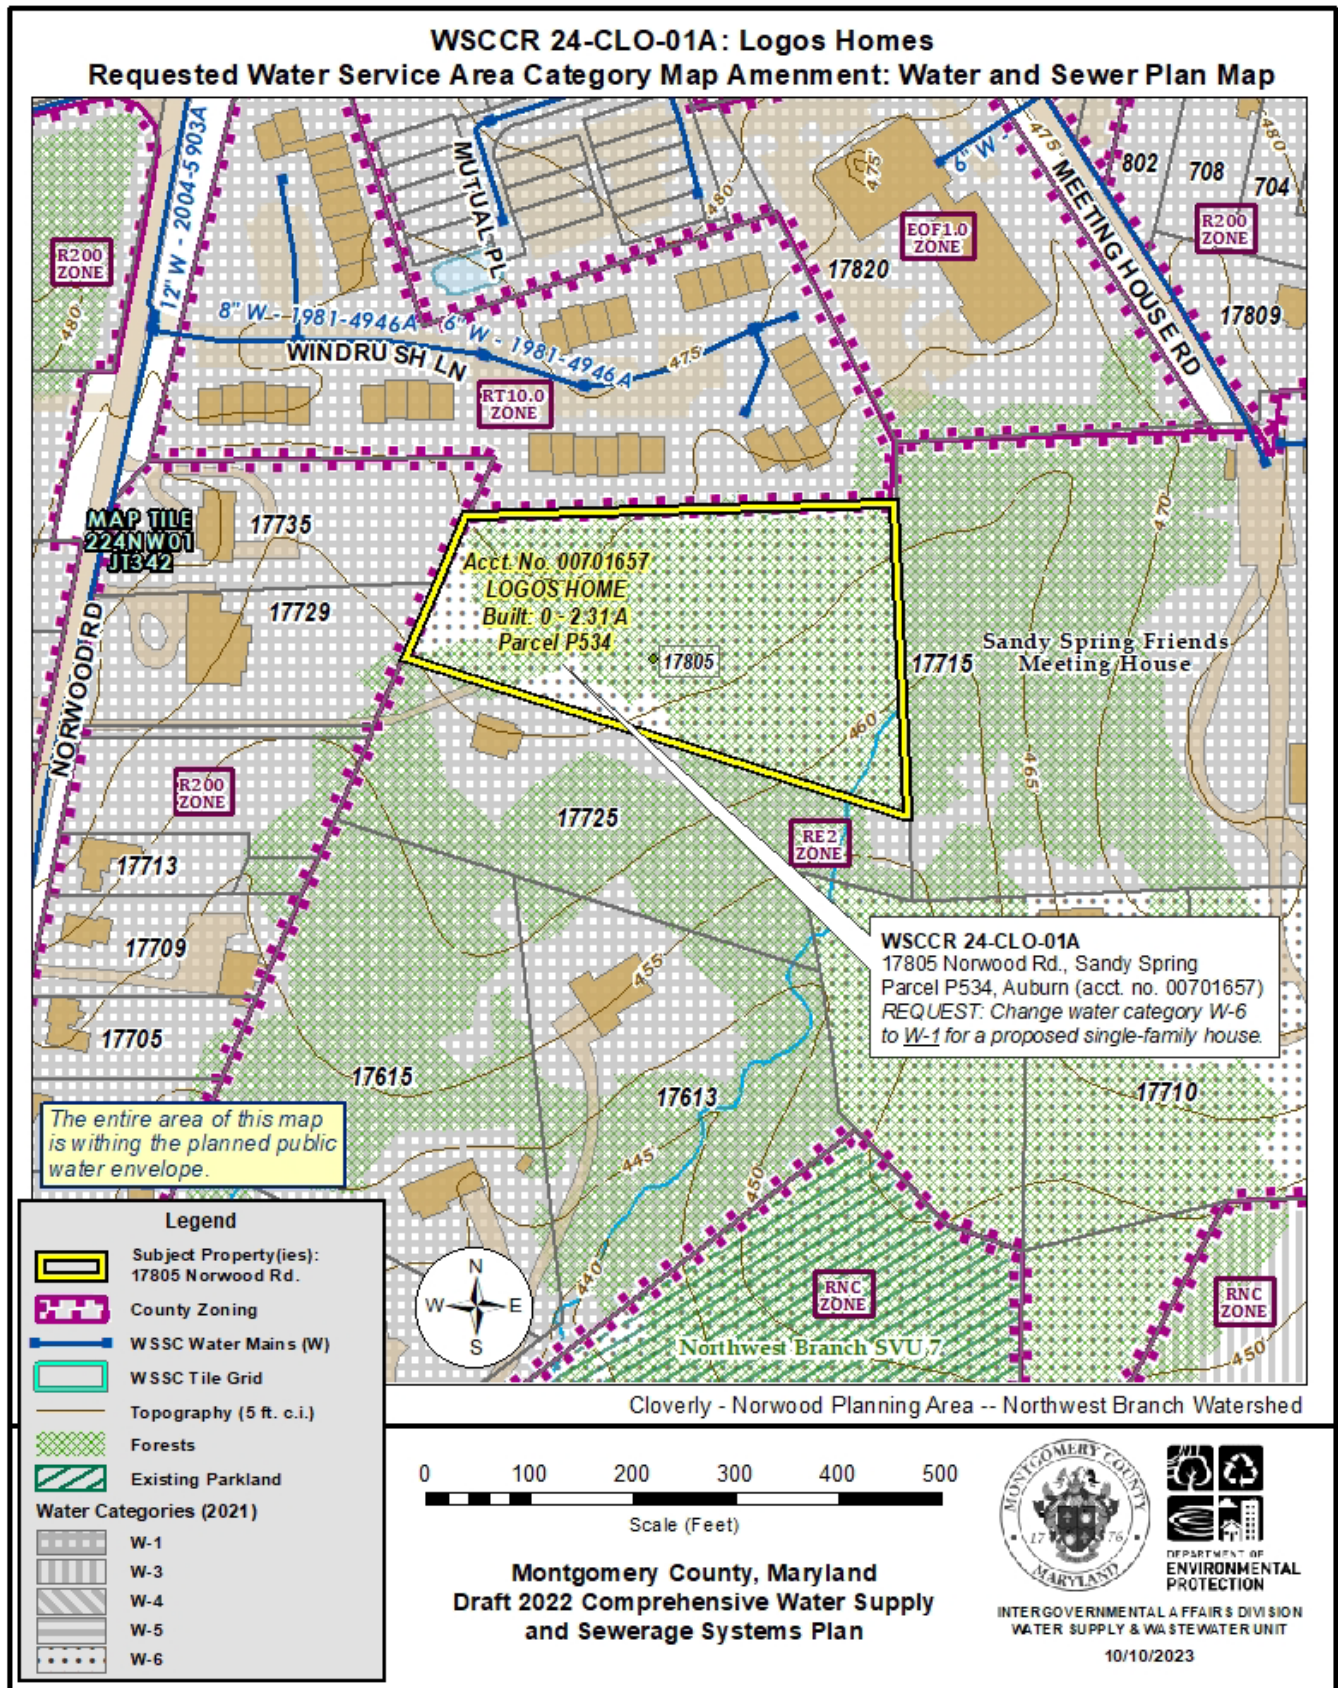 WSCCR 24-CLO-01A: Logos Homes
Requested Water Service Area Category Map Amenment: Water and Sewer Plan Map
12" W - 2004-5903A
MUTUAL PL
480
475
6" W -
475
MEETING HOUSE RD
802
708
704
480
R200
ZONE
R200
ZONE
EOF1.0
ZONE
17820
17809
480
8" W - 1981-4946A
6" W - 1981-4946A
WINDRUSH LN
475
RT10.0
ZONE
MAP TILE
224NW01
J1342
17735
17729
NORWOOD RD
Acct. No. 00701657
LOGOS HOME
Built: 0 - 2.31 A
Parcel P534
17805
470
Sandy Spring Friends
Meeting House
17715
460
465
R200
ZONE
17725
RE2
ZONE
17713
17709
17705
455
17615
17613
17710
WSCCR 24-CLO-01A
17805 Norwood Rd., Sandy Spring
Parcel P534, Auburn (acct. no. 00701657)
REQUEST: Change water category W-6
to W-1 for a proposed single-family house.
The entire area of this map
is withing the planned public
water envelope.
445
450
440
N
W
E
S
RNC
ZONE
RNC
ZONE
Northwest Branch SVU 7
450
Legend
Subject Property(ies):
17805 Norwood Rd.
County Zoning
WSSC Water Mains (W)
WSSC Tile Grid
Topography (5 ft. c.i.)
Forests
Existing Parkland
Water Categories (2021)
W-1
W-3
W-4
W-5
W-6
Cloverly - Norwood Planning Area -- Northwest Branch Watershed
0 100 200 300 400 500
Scale (Feet)
Montgomery County, Maryland
Draft 2022 Comprehensive Water Supply
and Sewerage Systems Plan
MONTGOMERY COUNTY
17 76
MARYLAND
DEPARTMENT OF
ENVIRONMENTAL
PROTECTION
INTERGOVERNMENTAL AFFAIRS DIVISION
WATER SUPPLY & WASTEWATER UNIT
10/10/2023